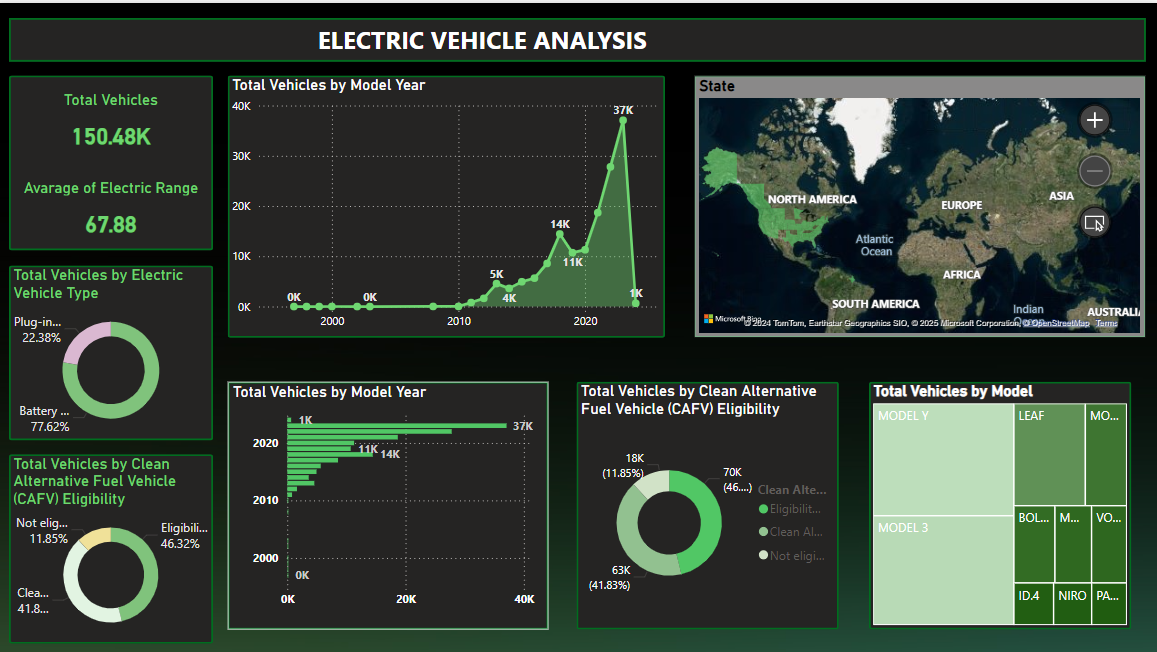 ELECTRIC VEHICLE ANALYSIS
Total Vehicles
150.48K
Avarage of Electric Range
67.88
Total Vehicles by Model Year
40K
30K
20K
10K
0K
0K
0K
5K
4K
14K
11K
37K
1K
2000
2010
2020
State
NORTH AMERICA
EUROPE
ASIA
Atlantic
Ocean
AFRICA
SOUTH AMERICA
Indian
Ocean
AUSTRALIA
Microsoft Bing
© 2024 TomTom, Earthstar Geographics SIO, © 2025 Microsoft Corporation, © OpenStreetMap Terms
Total Vehicles by Electric
Vehicle Type
Plug-in...
22.38%
Battery ...
77.62%
Total Vehicles by Clean
Alternative Fuel Vehicle
(CAFV) Eligibility
Not elig...
11.85%
Eligibili...
46.32%
Clea...
41.8...
Total Vehicles by Model Year
1K
37K
2020
11K
14K
2010
2000
0K
0K
20K
40K
Total Vehicles by Clean Alternative
Fuel Vehicle (CAFV) Eligibility
18K
(11.85%)
70K
(46....)
63K
(41.83%)
Clean Alte...
Eligibilit...
Clean Al...
Not eligi...
Total Vehicles by Model
MODEL Y
MODEL 3
LEAF
MO...
BOL...
M...
VO...
ID.4
NIRO
PA...